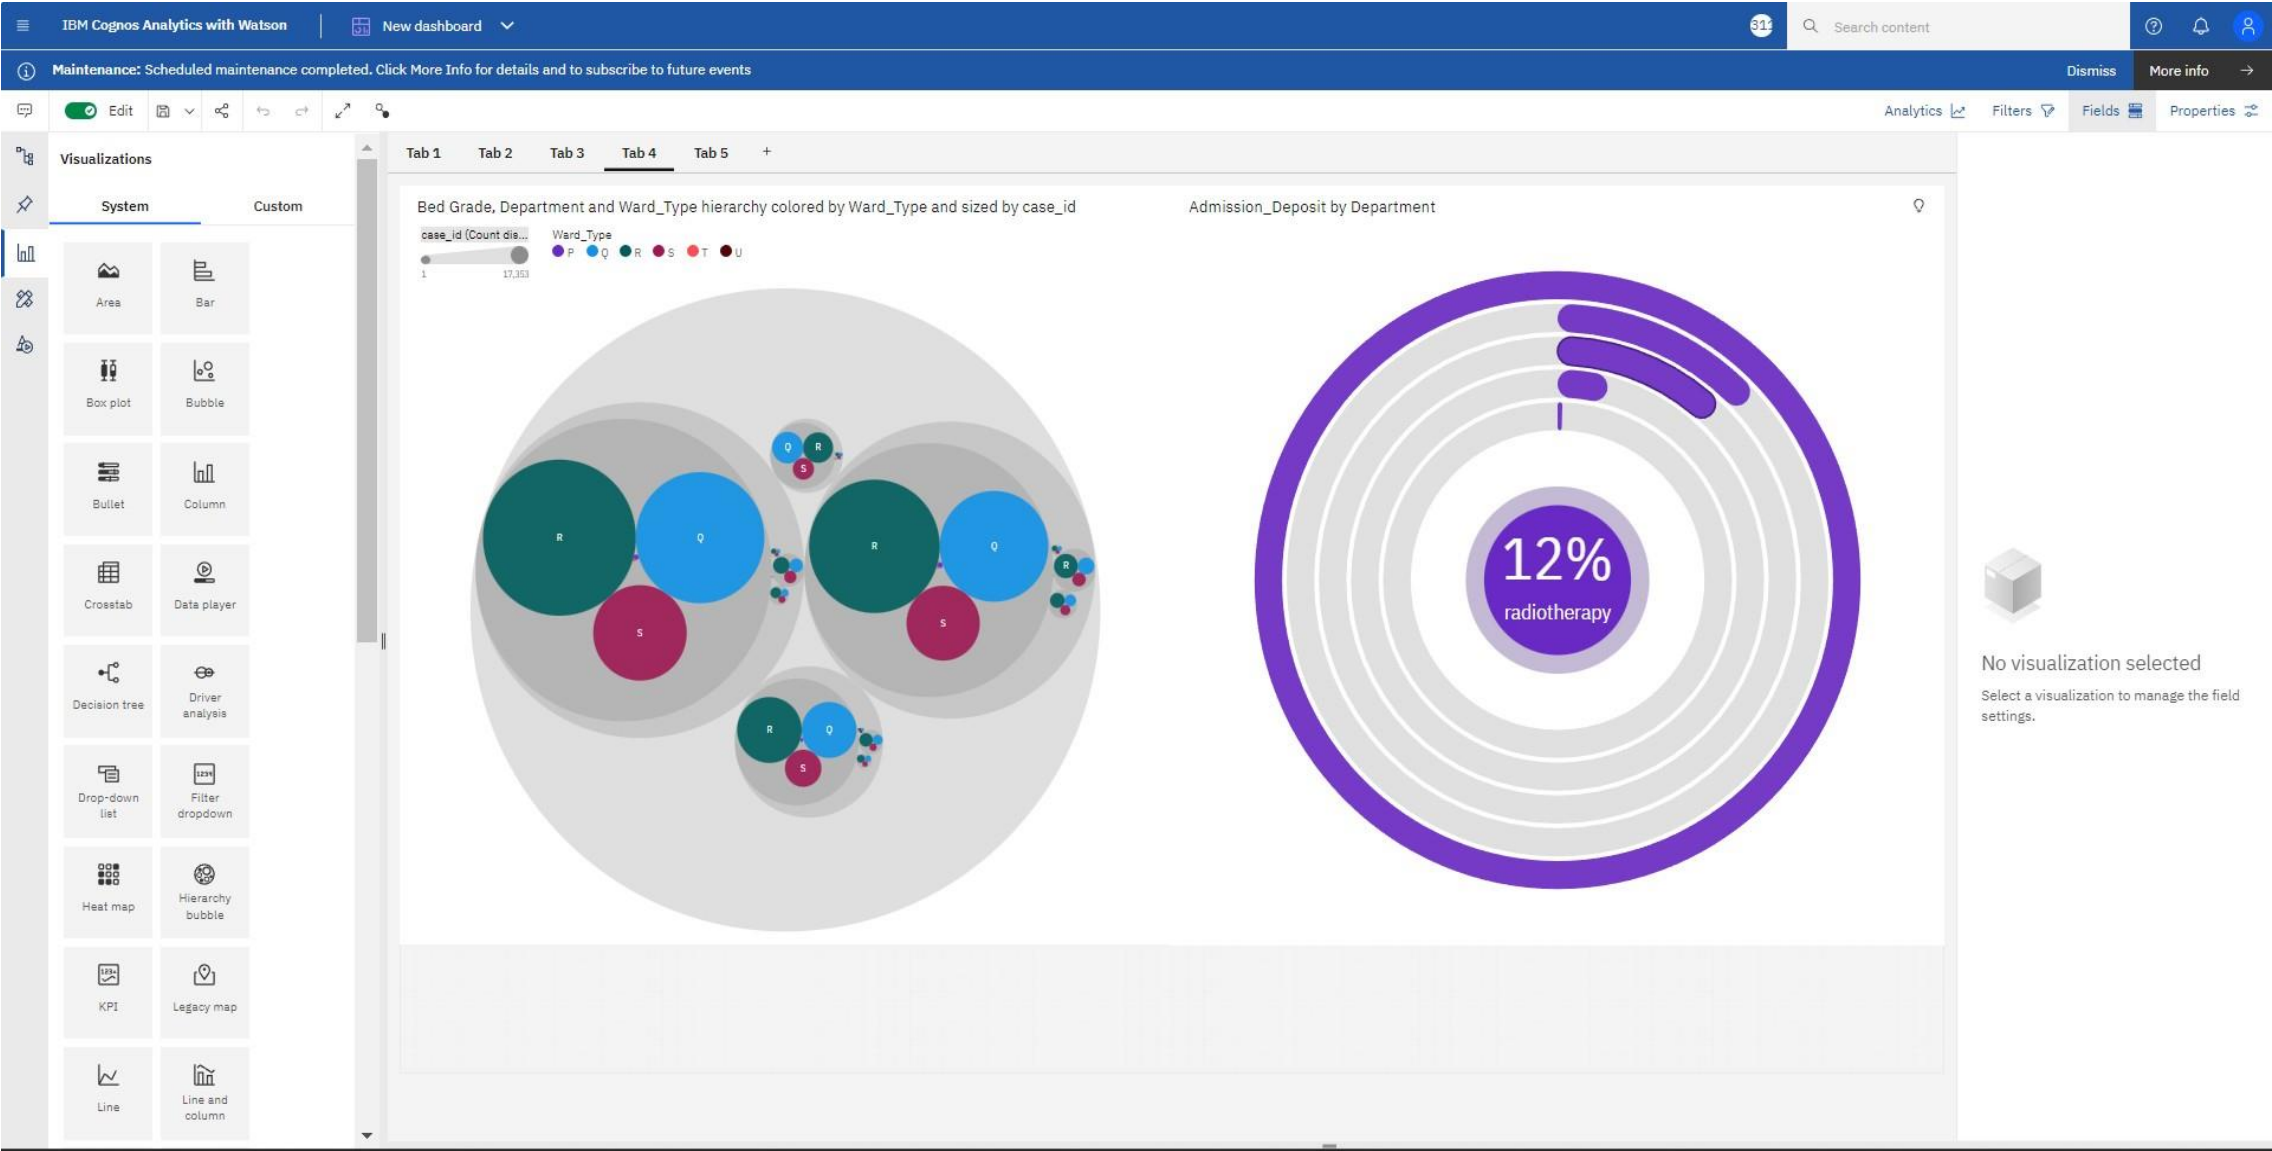 IBM Cognos Analytics with Watson
New dashboard
Search content
Maintenance: Scheduled maintenance completed. Click More Info for details and to subscribe to future events
Dismiss
More info
Edit
Analytics
Filters
Fields
Properties
Visualizations
System
Custom
Area
Bar
Box plot
Bubble
Bullet
Column
Crosstab
Data player
Decision tree
Driver
analysis
Drop-down
list
Filter
dropdown
Heat map
Hierarchy
bubble
KPI
Legacy map
Line
Line and
column
Tab 1
Tab 2
Tab 3
Tab 4
Tab 5
+
Bed Grade, Department and Ward_Type hierarchy colored by Ward_Type and sized by case_id
case_id (Count dis...
1
17,353
Ward_Type
P Q R S T U
Q R
S
R Q
S
R Q
S
R
R Q
S
Admission_Deposit by Department
12%
radiotherapy
No visualization selected
Select a visualization to manage the field
settings.